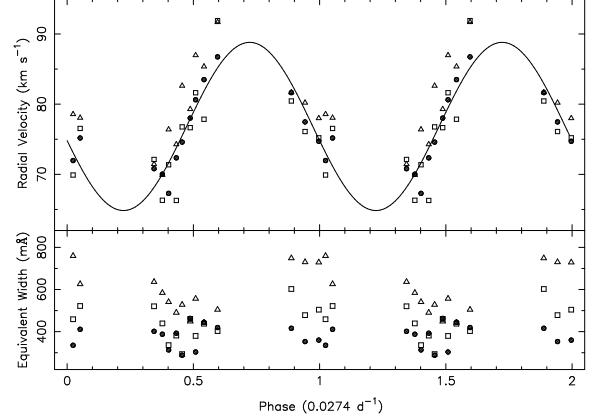 Radial Velocity (km s⁻¹)
90
80
70
Equivalent Width (mÅ)
800
600
400
0 0.5 1 1.5 2
Phase (0.0274 d⁻¹)